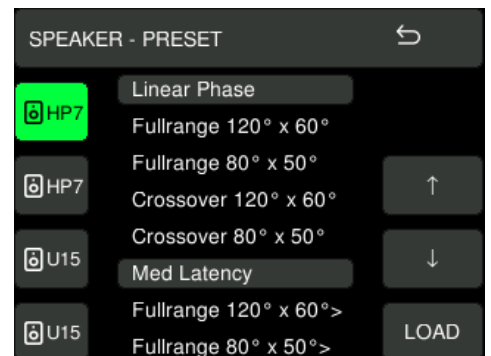 SPEAKER - PRESET
HP7
HP7
U15
U15
Linear Phase
Fullrange 120° x 60°
Fullrange 80° x 50°
Crossover 120° x 60°
Crossover 80° x 50°
Med Latency
Fullrange 120° x 60°>
Fullrange 80° x 50°>
↑
↓
LOAD